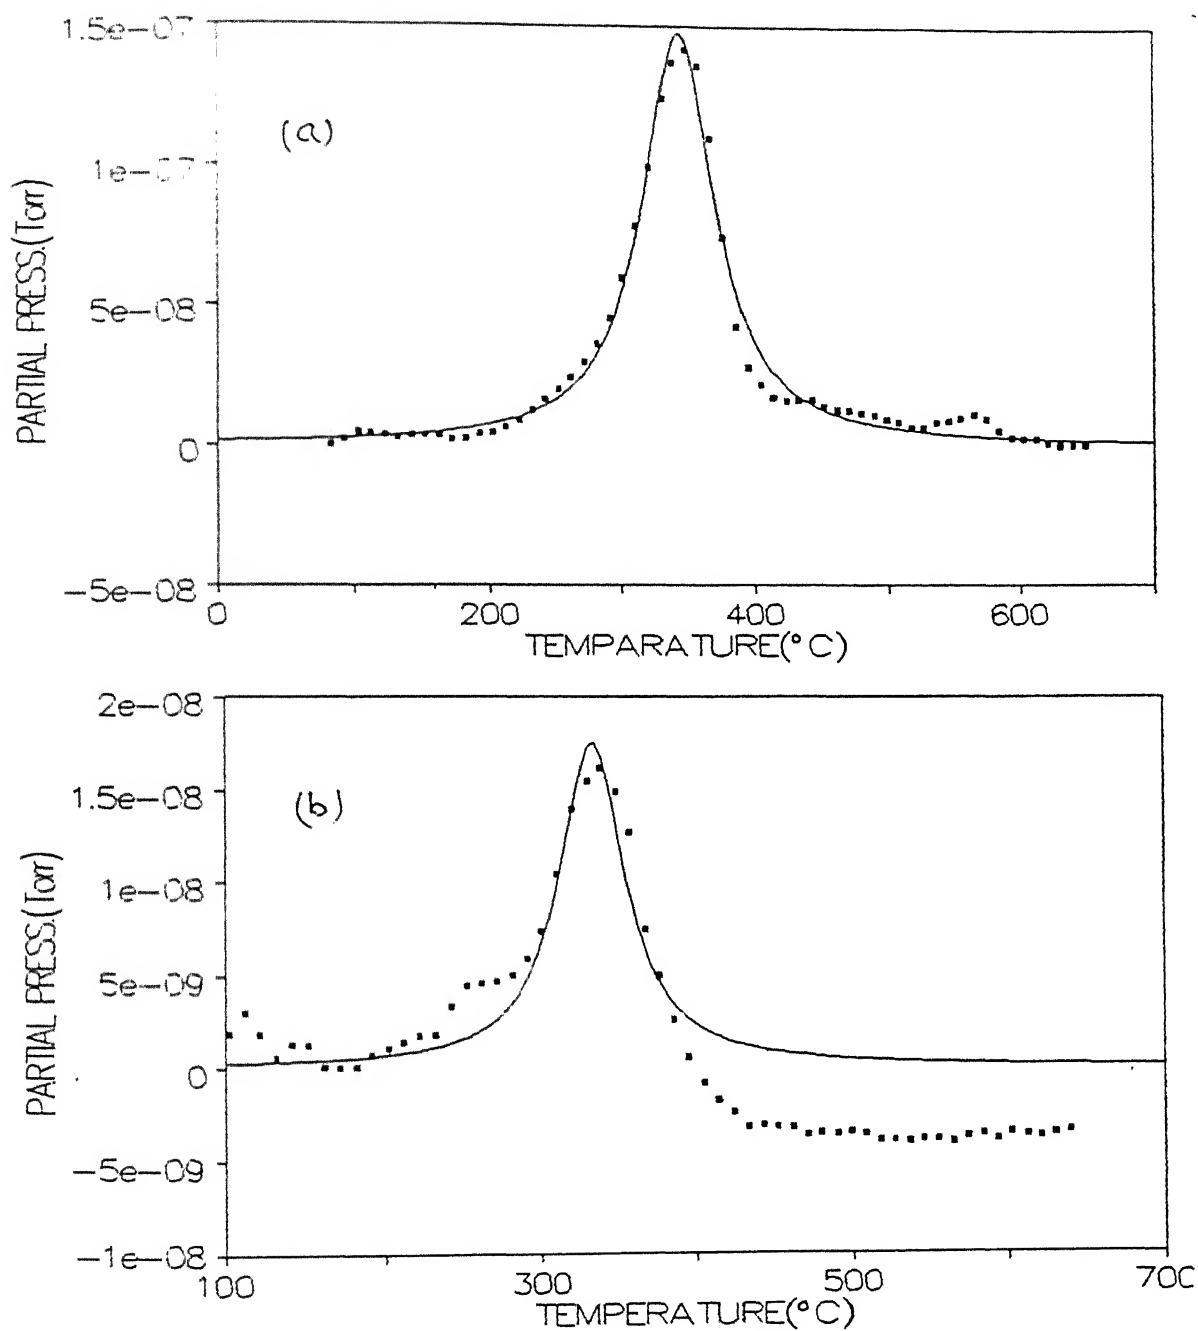 1.5e-07
1e-07
5e-08
0
-5e-08
PARTIAL PRESS.(Torr)
(a)
0 200 400 600
TEMPARATURE(°C)
2e-08
1.5e-08
1e-08
5e-09
0
-5e-09
-1e-08
PARTIAL PRESS.(Torr)
(b)
100 300 500 700
TEMPERATURE(°C)